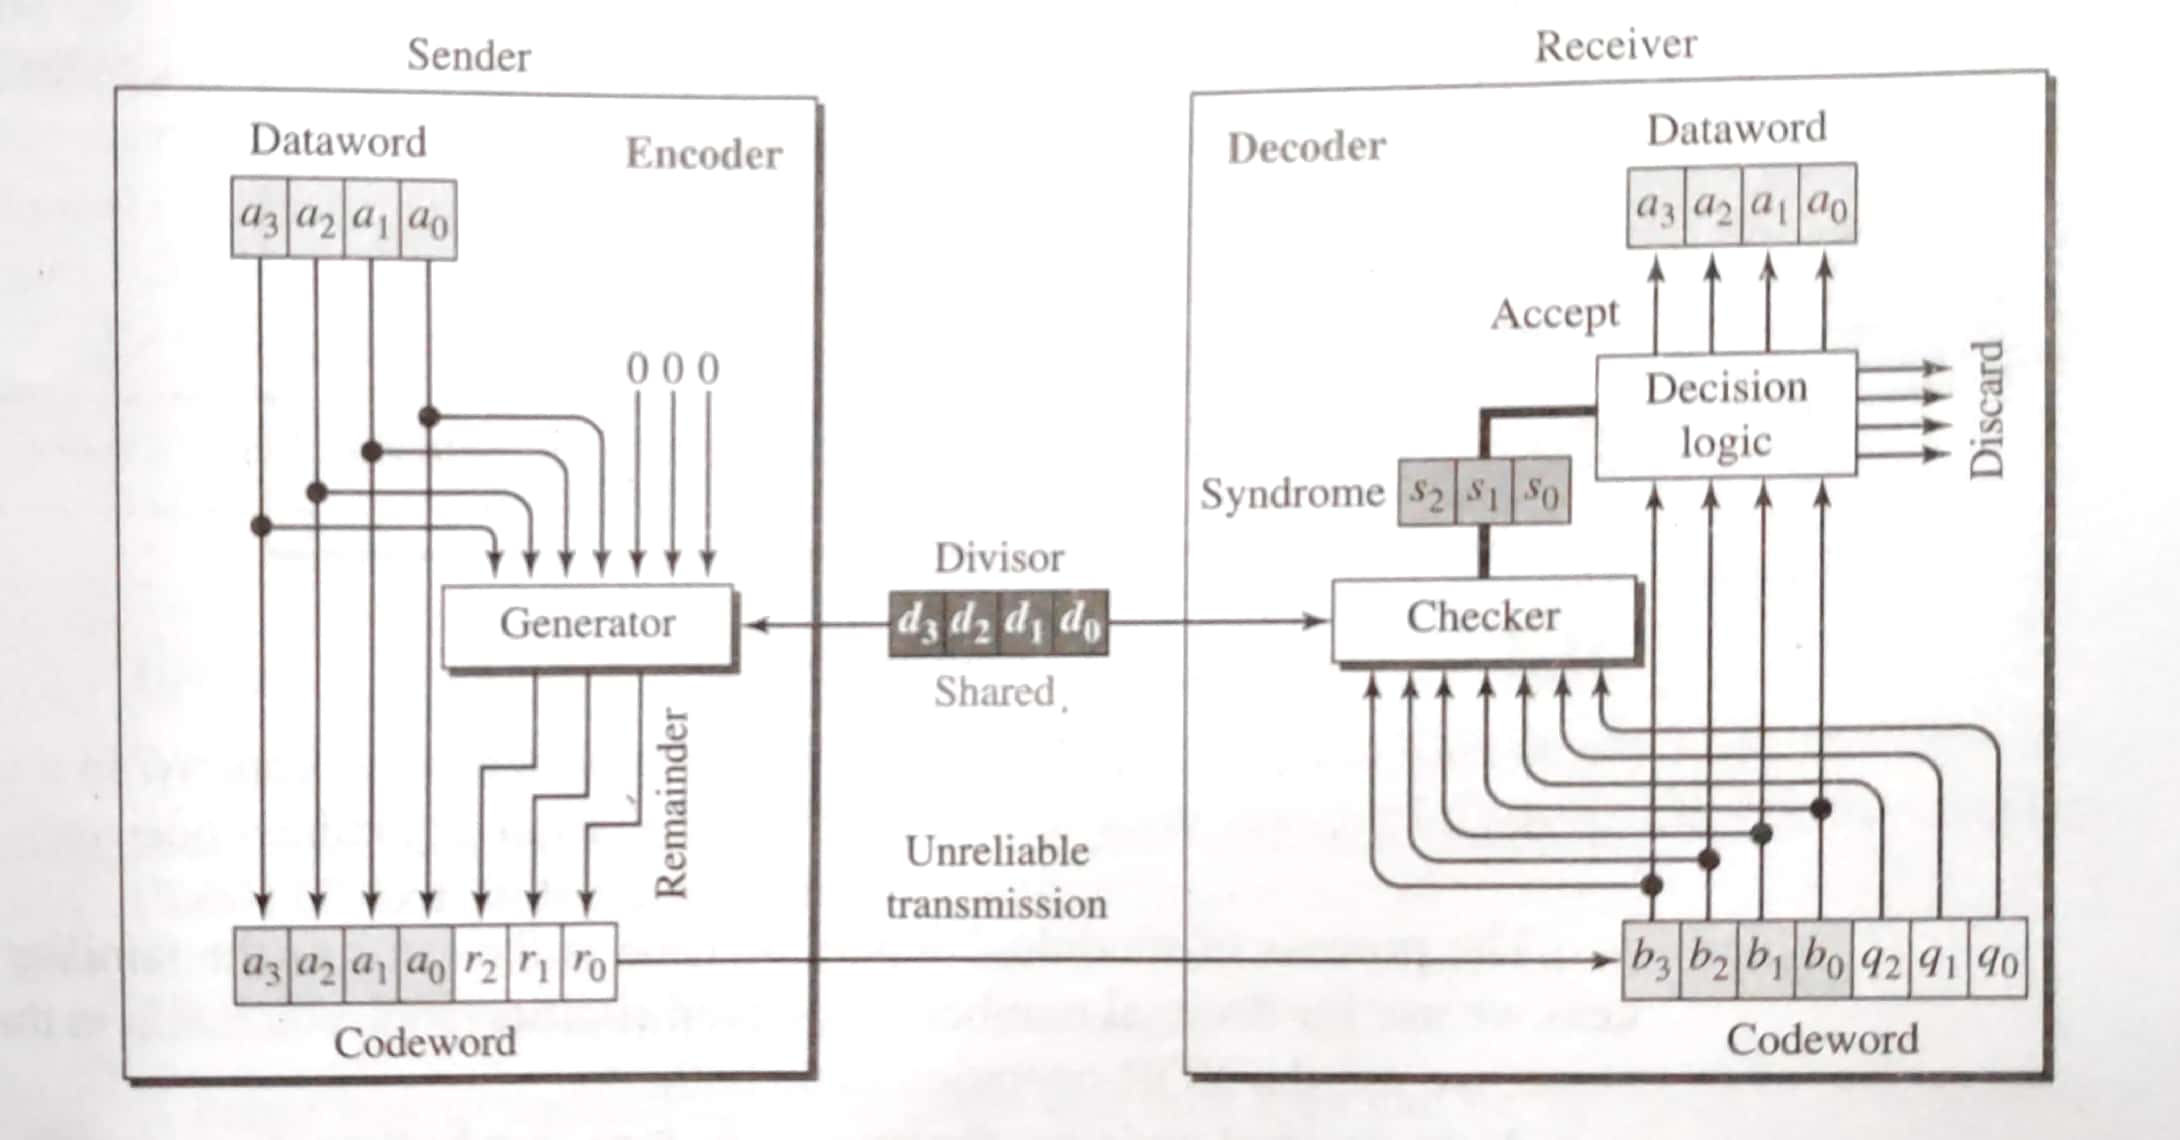 Sender
Dataword
Encoder
a3 a2 a1 a0
0 0 0
Generator
Remainder
a3 a2 a1 a0 r2 r1 r0
Codeword
Divisor
d3 d2 d1 d0
Shared
Unreliable
transmission
Receiver
Decoder
Dataword
a3 a2 a1 a0
Accept
Decision
logic
Discard
Syndrome s2 s1 s0
Checker
b3 b2 b1 b0 q2 q1 q0
Codeword